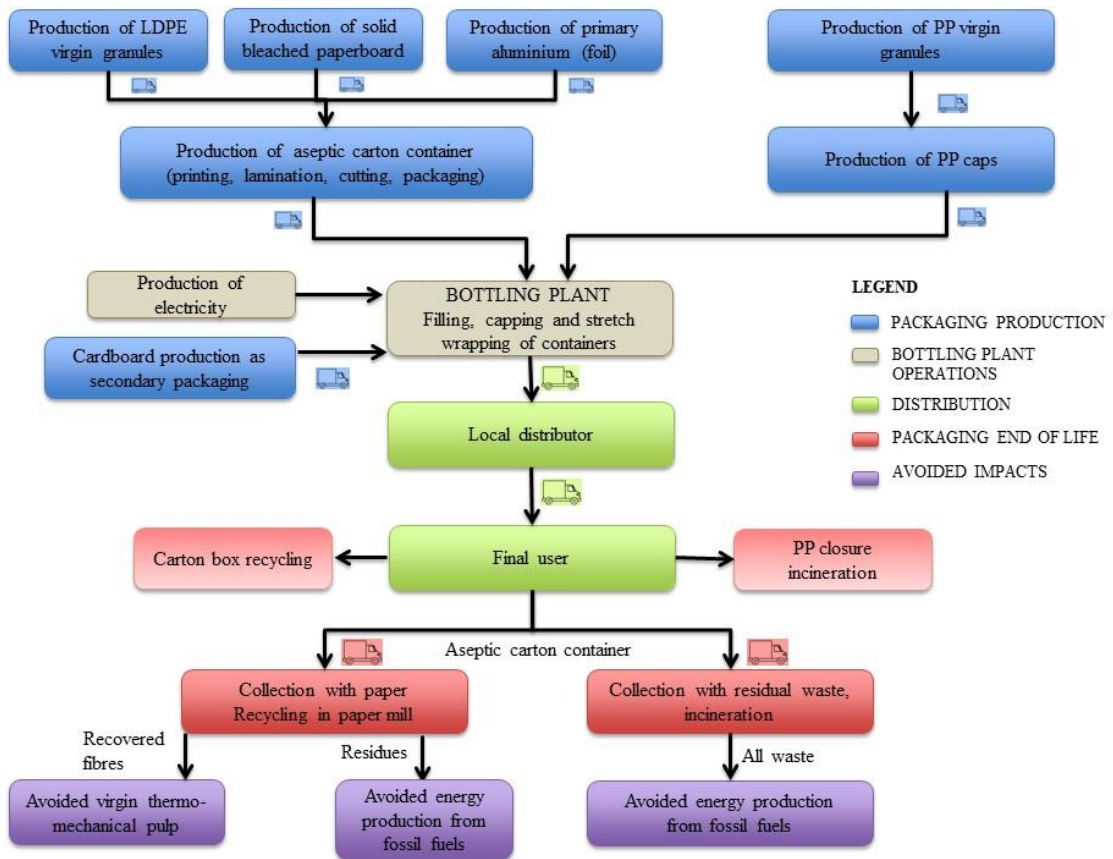 Production of LDPE
virgin granules
Production of solid
bleached paperboard
Production of primary
aluminium (foil)
Production of PP virgin
granules
Production of aseptic carton container
(printing, lamination, cutting, packaging)
Production of PP caps
Production of
electricity
BOTTLING PLANT
Filling, capping and stretch
wrapping of containers
Cardboard production as
secondary packaging
LEGEND
PACKAGING PRODUCTION
BOTTLING PLANT
OPERATIONS
DISTRIBUTION
PACKAGING END OF LIFE
AVOIDED IMPACTS
Local distributor
Carton box recycling
Final user
PP closure
incineration
Aseptic carton container
Collection with paper
Recycling in paper mill
Collection with residual waste,
incineration
Recovered
fibres
Residues
All waste
Avoided virgin thermo-
mechanical pulp
Avoided energy
production from
fossil fuels
Avoided energy production
from fossil fuels